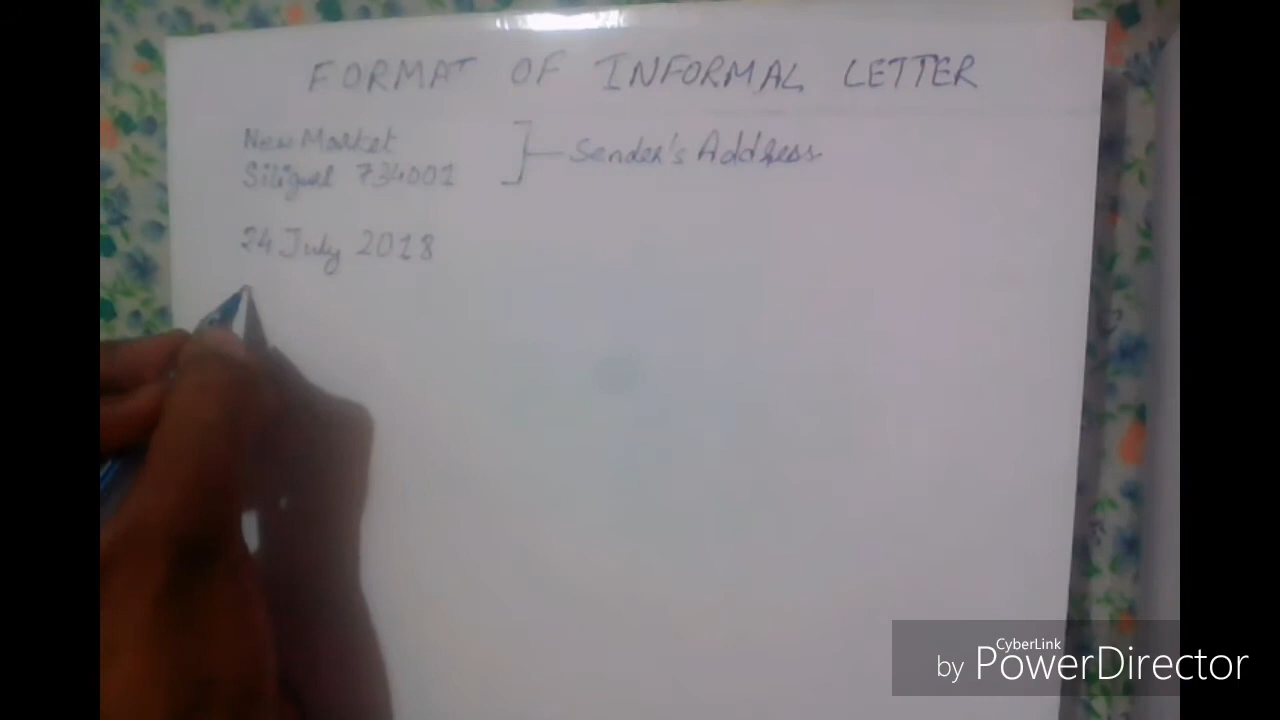 FORMAT OF INFORMAL LETTER
New Market
Siliguri 734001
Sender's Address
24 July 2018
CyberLink
by PowerDirector